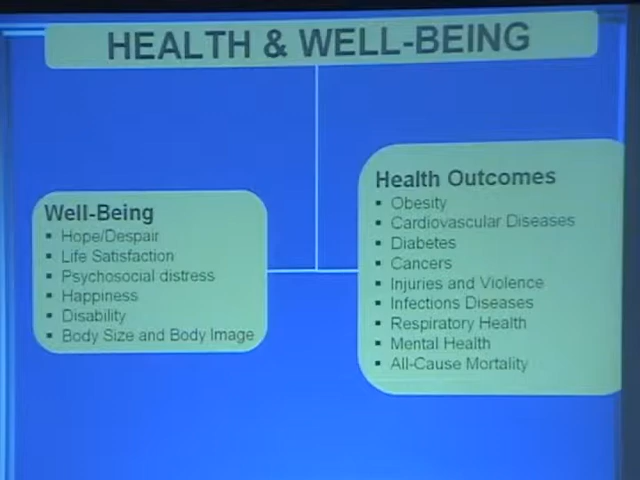 HEALTH & WELL-BEING
Well-Being
Hope/Despair
Life Satisfaction
Psychosocial distress
Happiness
Disability
Body Size and Body Image
Health Outcomes
Obesity
Cardiovascular Diseases
Diabetes
Cancers
Injuries and Violence
Infections Diseases
Respiratory Health
Mental Health
All-Cause Mortality